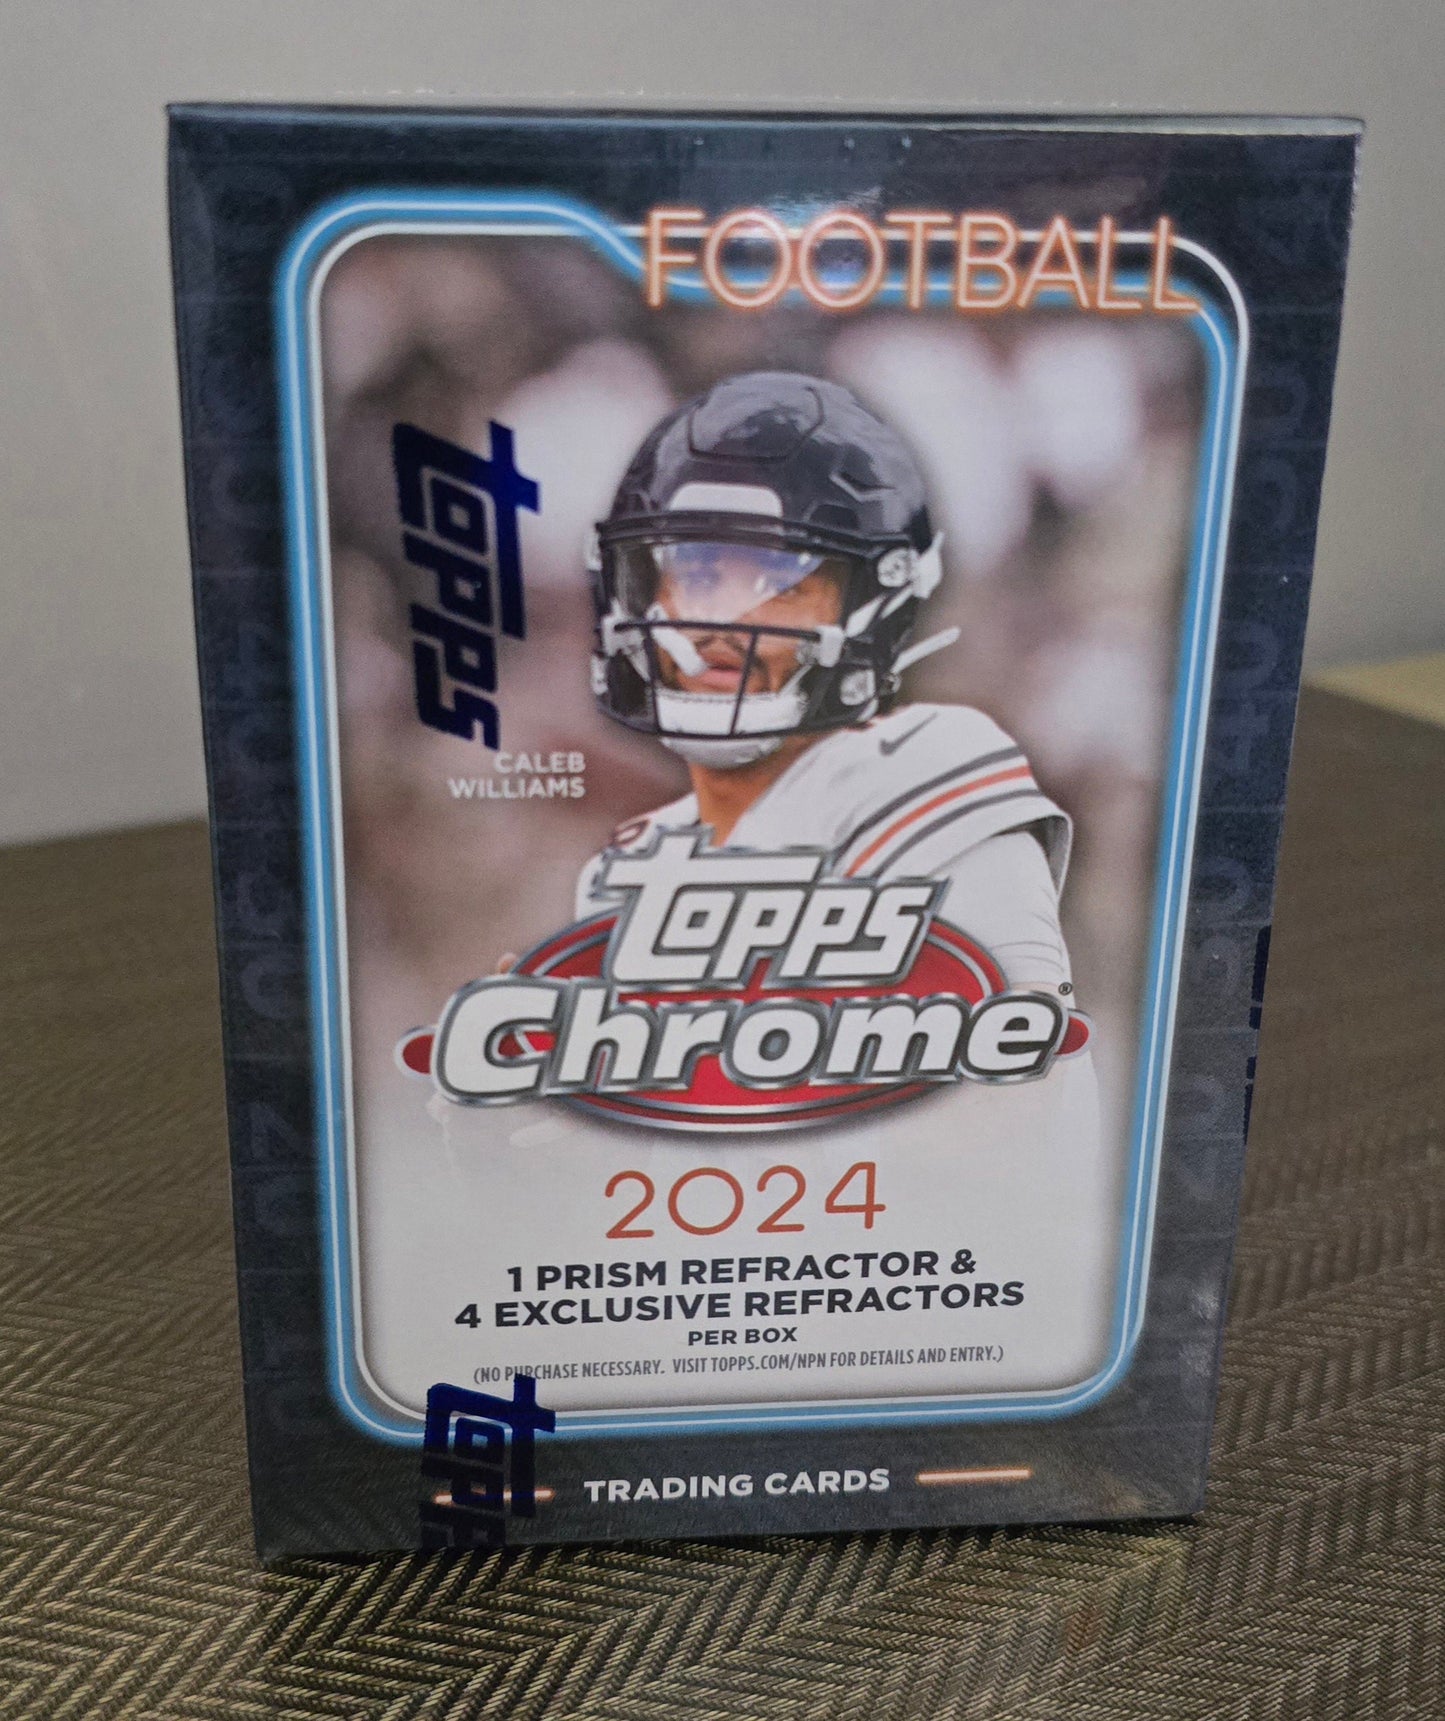 FOOTBALL
TOPPS
CALEB
WILLIAMS
TOPPS
Chrome®
2024
1 PRISM REFRACTOR &
4 EXCLUSIVE REFRACTORS
PER BOX
(NO PURCHASE NECESSARY. VISIT TOPPS.COM/NPN FOR DETAILS AND ENTRY.)
TOPP
TRADING CARDS